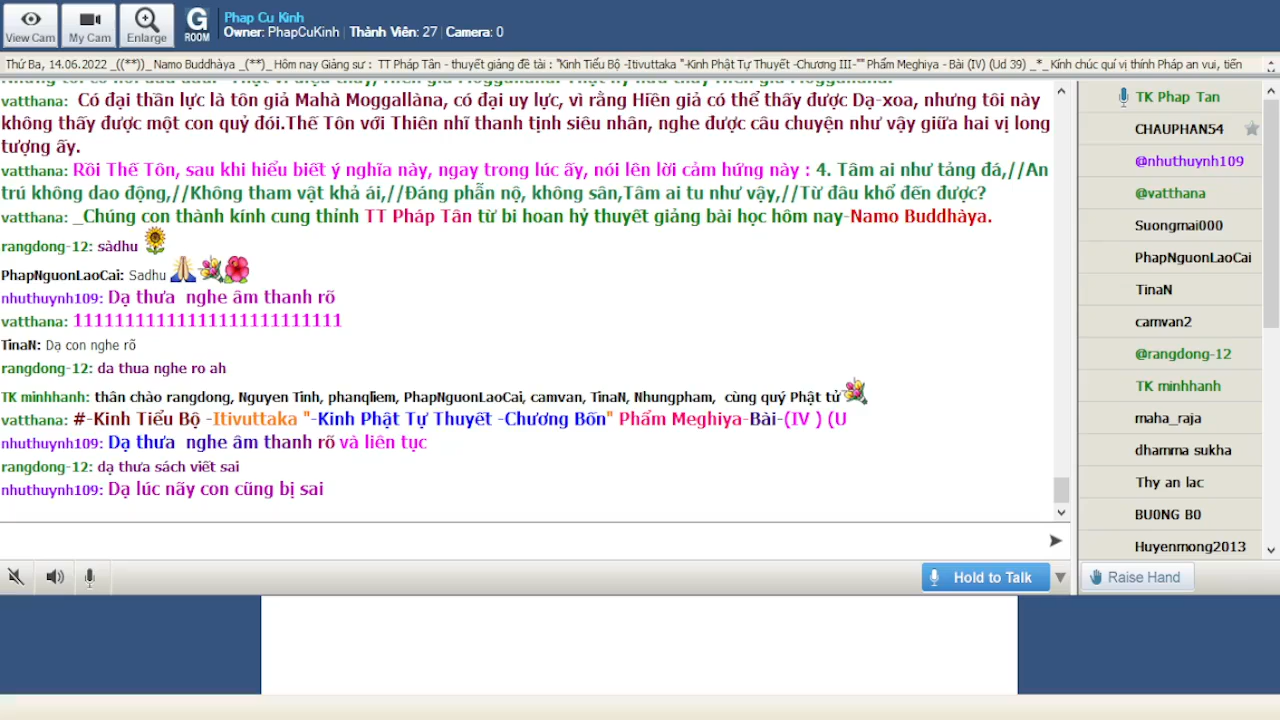 View Cam
My Cam
Enlarge
G
ROOM
Phap Cu Kinh
Owner: PhapCuKinh | Thành Viên: 27 | Camera: 0
Thứ Ba, 14.06.2022 _((**))_ Namo Buddhàya _(**)_ Hôm nay Giảng sư : TT Pháp Tân - thuyết giảng đề tài : "Kinh Tiểu Bộ -Itivuttaka "-Kinh Phật Tự Thuyết -Chương III-"" Phẩm Meghiya - Bài (IV) (Ud 39) _*_ Kính chúc quí vị thính Pháp an vui, tiến
vatthana: Có đại thần lực là tôn giả Mahà Moggallàna, có đại uy lực, vì rằng Hiền giả có thể thấy được Dạ-xoa, nhưng tôi này
không thấy được một con quỷ đói.Thế Tôn với Thiên nhĩ thanh tịnh siêu nhân, nghe được câu chuyện như vậy giữa hai vị long
tượng ấy.
vatthana: Rồi Thế Tôn, sau khi hiểu biết ý nghĩa này, ngay trong lúc ấy, nói lên lời cảm hứng này : 4. Tâm ai như tảng đá,//An
trú không dao động,//Không tham vật khả ái,//Đáng phẫn nộ, không sân,Tâm ai tu như vậy,//Từ đâu khổ đến được?
vatthana: _Chúng con thành kính cung thỉnh TT Pháp Tân từ bi hoan hỷ thuyết giảng bài học hôm nay-Namo Buddhàya.
rangdong-12: sàdhu
PhapNguonLaoCai: Sadhu
nhuthuynh109: Dạ thưa nghe âm thanh rõ
vatthana: 11111111111111111111111111
TinaN: Dạ con nghe rõ
rangdong-12: da thua nghe ro ah
TK minhhanh: thân chào rangdong, Nguyen Tinh, phanqliem, PhapNguonLaoCai, camvan, TinaN, Nhungpham, cùng quý Phật tử
vatthana: #-Kinh Tiểu Bộ -Itivuttaka "-Kinh Phật Tự Thuyết -Chương Bốn" Phẩm Meghiya-Bài-(IV ) (U
nhuthuynh109: Dạ thưa nghe âm thanh rõ và liên tục
rangdong-12: dạ thưa sách viết sai
nhuthuynh109: Dạ lúc nãy con cũng bị sai
Hold to Talk
TK Phap Tan
CHAUPHAN54
@nhuthuynh109
@vatthana
Suongmai000
PhapNguonLaoCai
TinaN
camvan2
@rangdong-12
TK minhhanh
maha_raja
dhamma sukha
Thy an lac
BU0NG B0
Huyenmong2013
Raise Hand